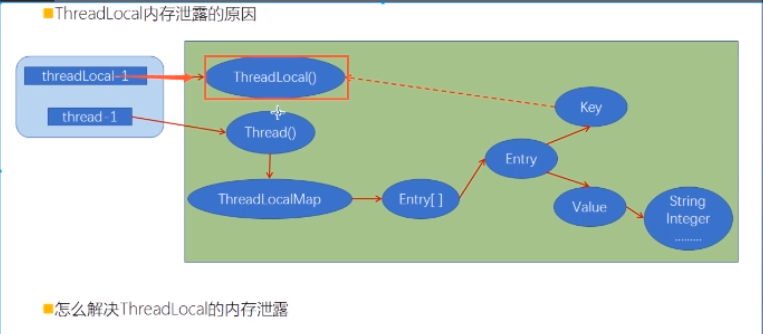 ThreadLocal内存泄露的原因
threadLocal-1
ThreadLocal()
thread-1
Thread()
Key
Entry
ThreadLocalMap
Entry[ ]
Value
String
Integer
..........
怎么解决ThreadLocal的内存泄露